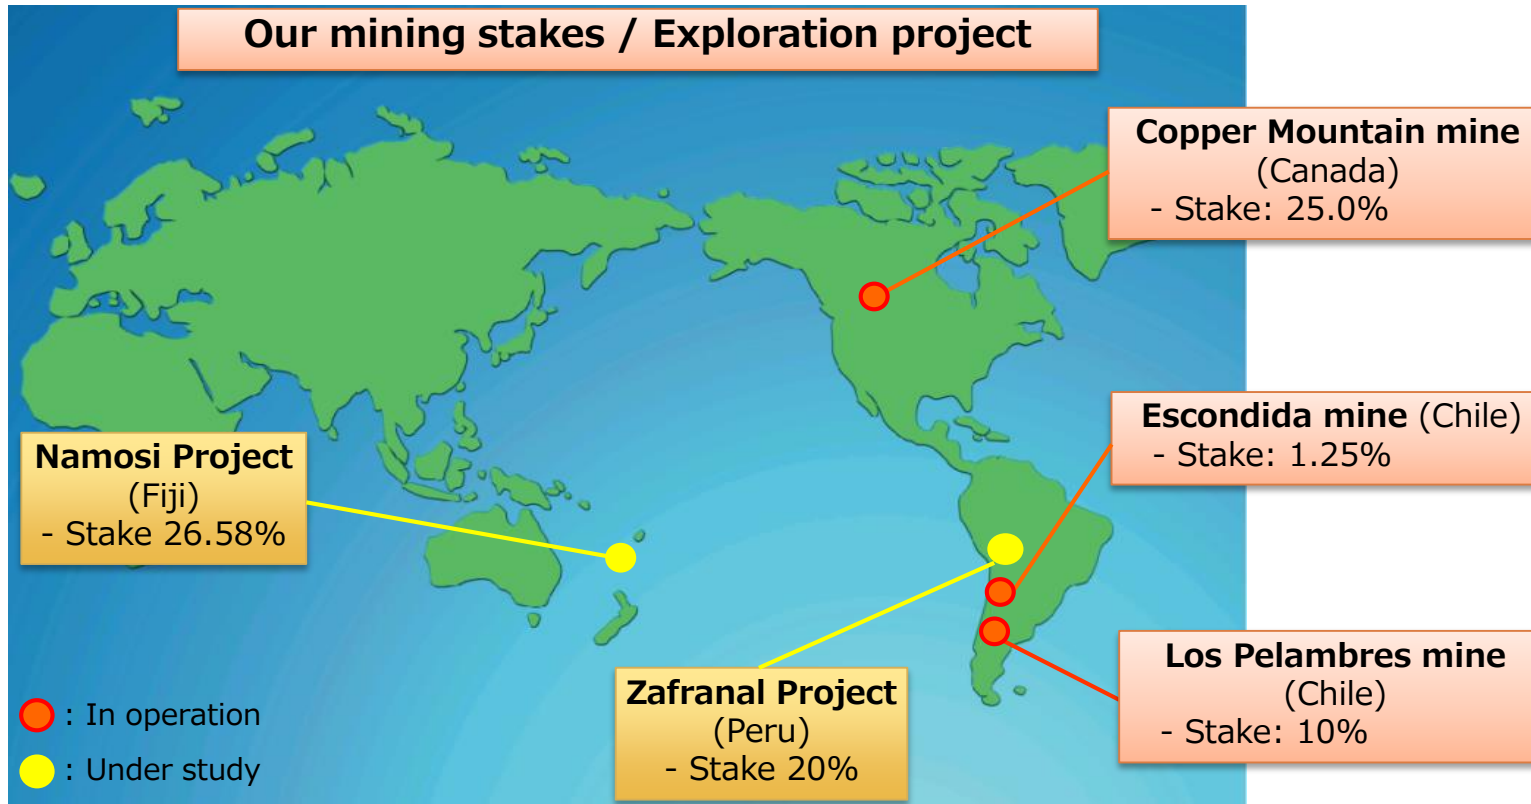 Our mining stakes / Exploration project
Copper Mountain mine
(Canada)
- Stake: 25.0%
Escondida mine (Chile)
- Stake: 1.25%
Namosi Project
(Fiji)
- Stake 26.58%
Zafranal Project
(Peru)
- Stake 20%
Los Pelambres mine
(Chile)
- Stake: 10%
: In operation
: Under study